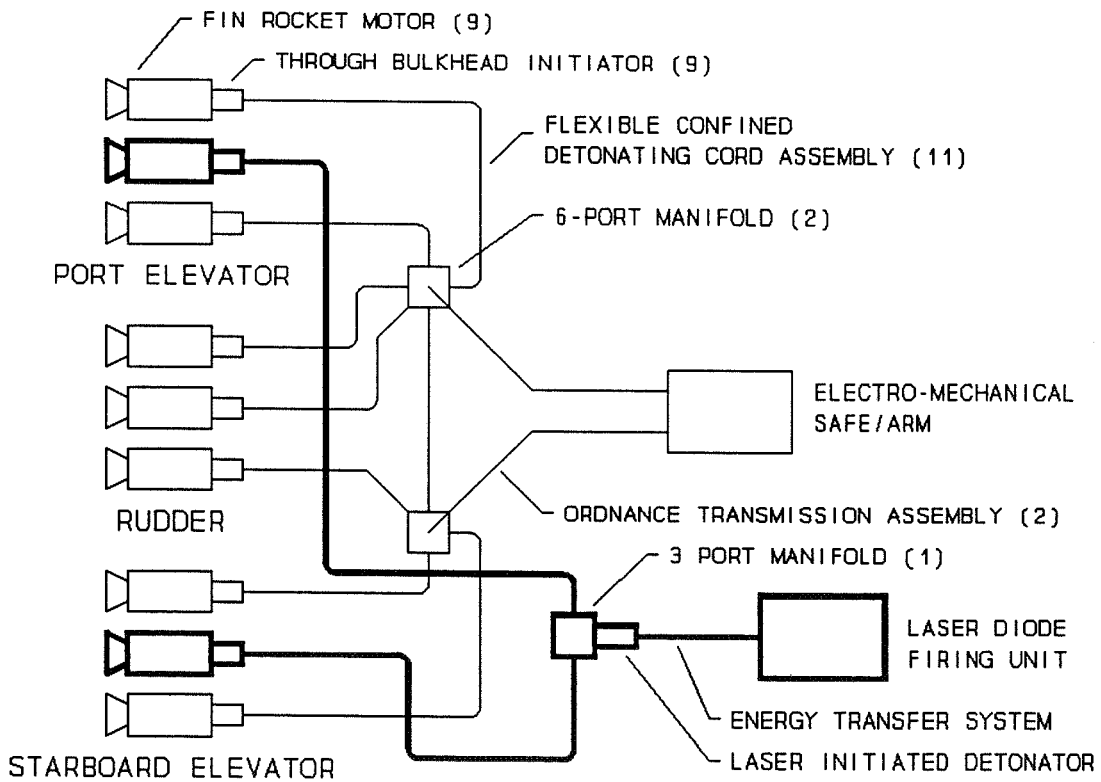 FIN ROCKET MOTOR (9)
THROUGH BULKHEAD INITIATOR (9)
FLEXIBLE CONFINED
DETONATING CORD ASSEMBLY (11)
6-PORT MANIFOLD (2)
PORT ELEVATOR
ELECTRO-MECHANICAL
SAFE/ARM
RUDDER
ORDNANCE TRANSMISSION ASSEMBLY (2)
3 PORT MANIFOLD (1)
LASER DIODE
FIRING UNIT
ENERGY TRANSFER SYSTEM
LASER INITIATED DETONATOR
STARBOARD ELEVATOR